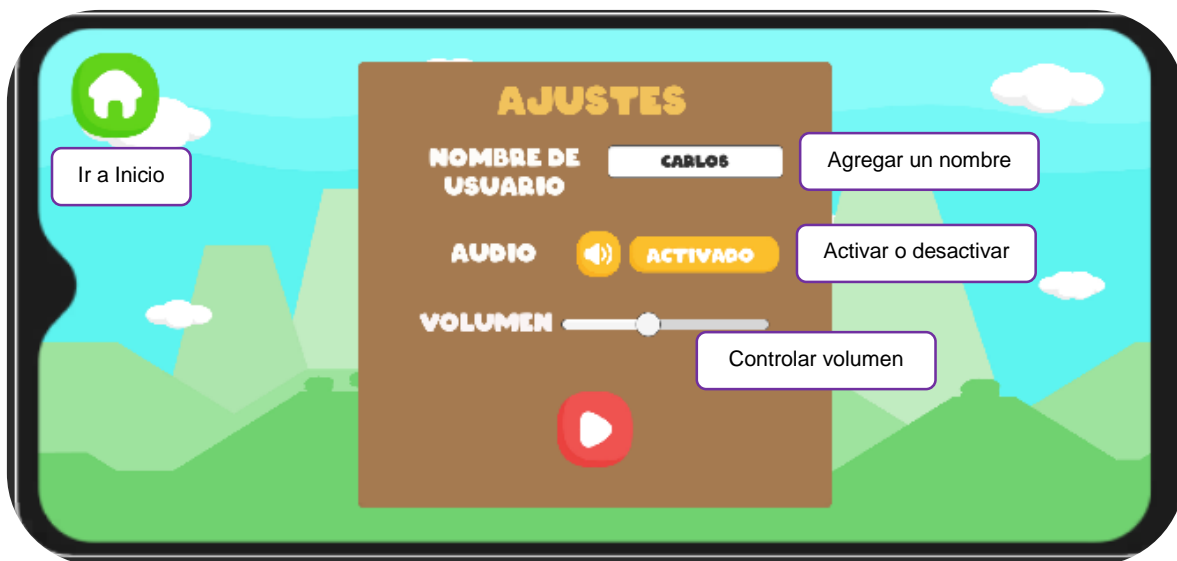 AJUSTES
NOMBRE DE
USUARIO
CARLOS
Agregar un nombre
Ir a Inicio
AUDIO
ACTIVADO
Activar o desactivar
VOLUMEN
Controlar volumen